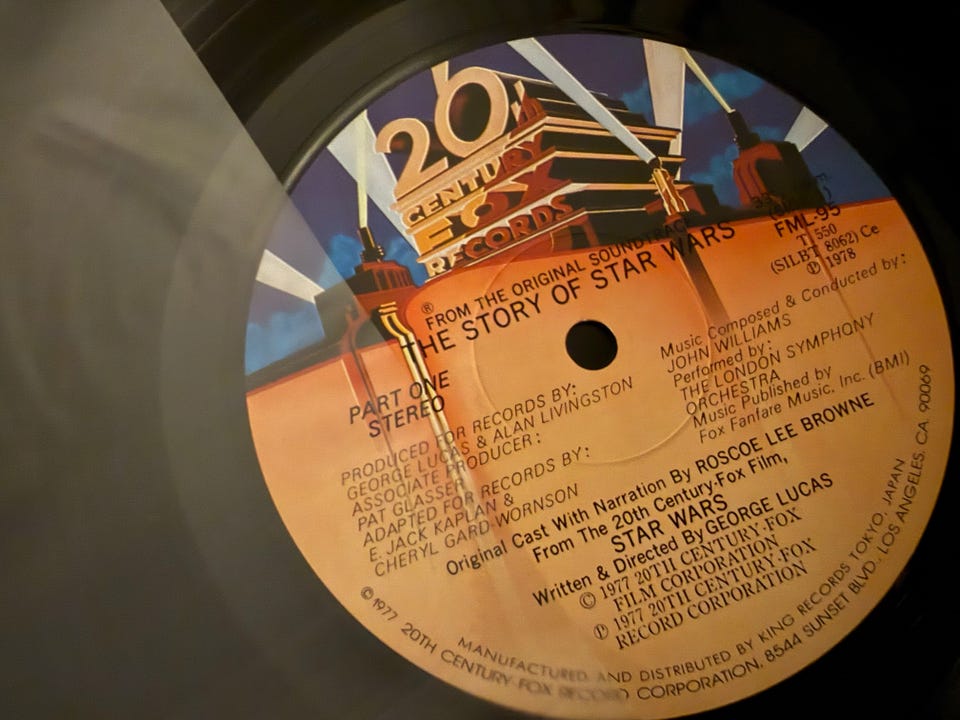 20
CENTURY
FOX
RECORDS
33
FML-95
T 550
(SILBT 8062) Ce
Ⓟ 1978
® FROM THE ORIGINAL SOUNDTRACK
THE STORY OF STAR WARS
PART ONE
STEREO
PRODUCED FOR RECORDS BY:
GEORGE LUCAS & ALAN LIVINGSTON
ASSOCIATE PRODUCER:
PAT GLASSER
ADAPTED FOR RECORDS BY:
E. JACK KAPLAN &
CHERYL GARD WORNSON
Music Composed & Conducted by:
JOHN WILLIAMS
Performed by:
THE LONDON SYMPHONY
ORCHESTRA
Music Published by
Fox Fanfare Music, Inc. (BMI)
Original Cast With Narration By ROSCOE LEE BROWNE
From The 20th Century-Fox Film,
STAR WARS
Written & Directed By GEORGE LUCAS
© 1977 20TH CENTURY-FOX
FILM CORPORATION
Ⓟ 1977 20TH CENTURY-FOX
RECORD CORPORATION
MANUFACTURED AND DISTRIBUTED BY KING RECORDS TOKYO, JAPAN
©1977 20TH CENTURY-FOX RECORD CORPORATION, 8544 SUNSET BLVD., LOS ANGELES, CA. 90069